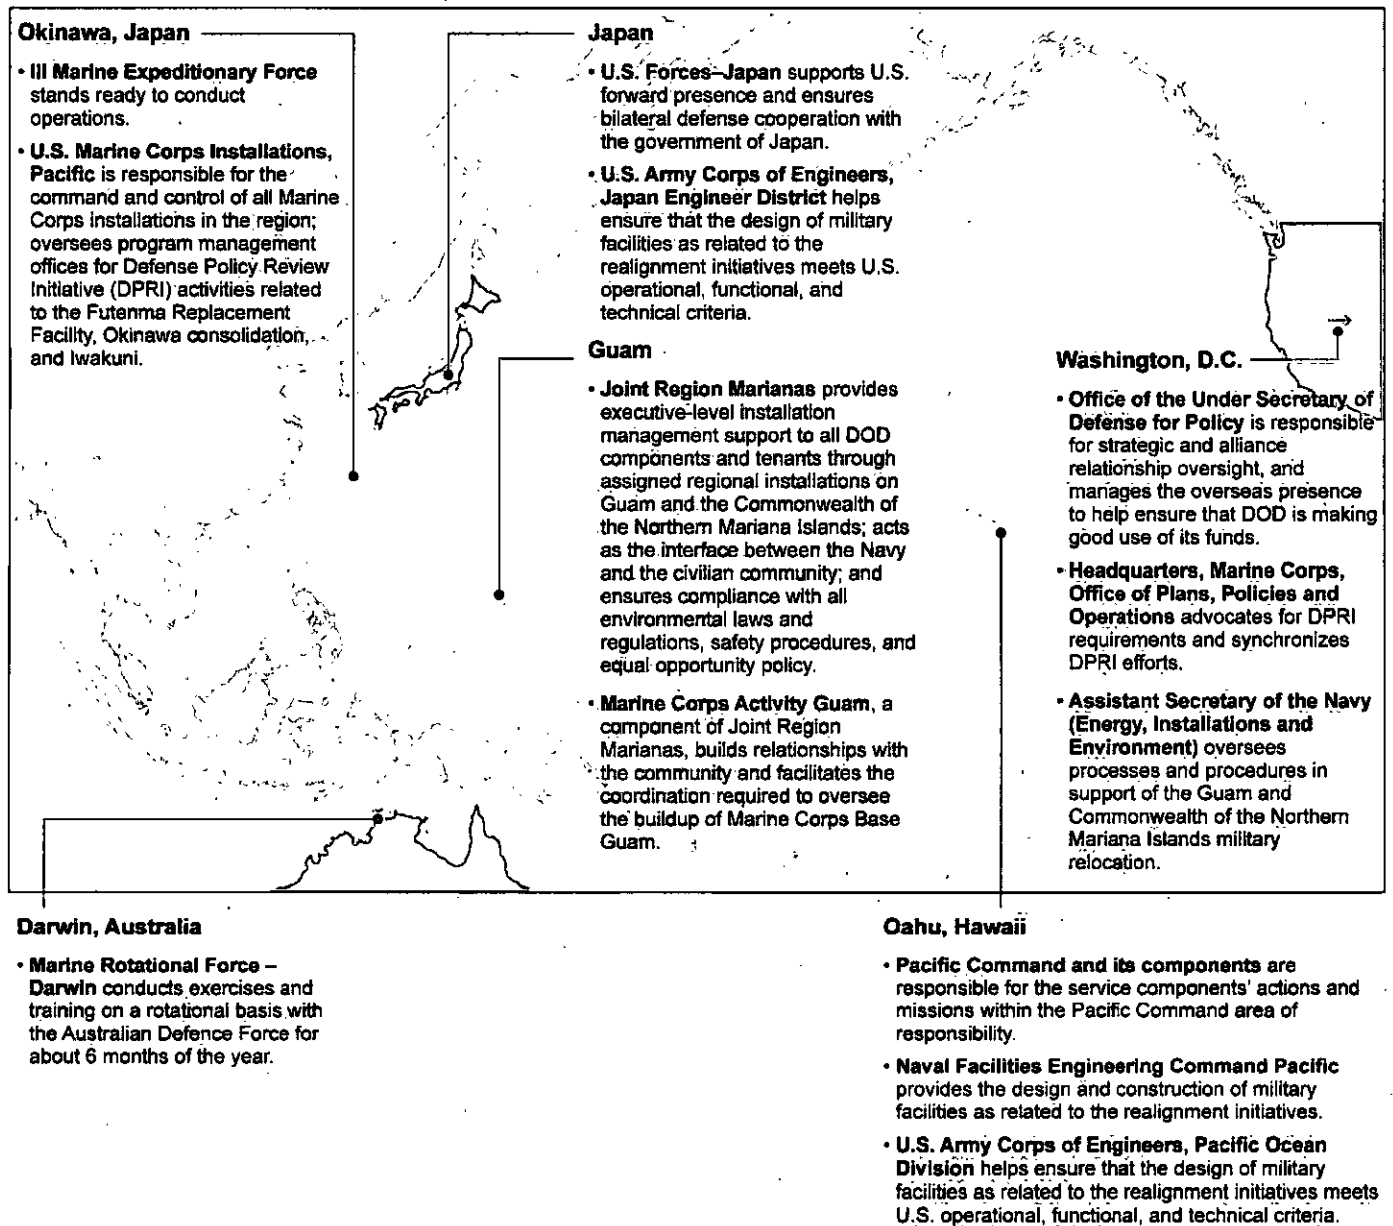 Okinawa, Japan
• III Marine Expeditionary Force
stands ready to conduct
operations.
• U.S. Marine Corps Installations,
Pacific is responsible for the
command and control of all Marine
Corps installations in the region;
oversees program management
offices for Defense Policy Review
Initiative (DPRI) activities related
to the Futenma Replacement
Facility, Okinawa consolidation,
and Iwakuni.
Japan
• U.S. Forces–Japan supports U.S.
forward presence and ensures
bilateral defense cooperation with
the government of Japan.
• U.S. Army Corps of Engineers,
Japan Engineer District helps
ensure that the design of military
facilities as related to the
realignment initiatives meets U.S.
operational, functional, and
technical criteria.
Guam
• Joint Region Marianas provides
executive-level installation
management support to all DOD
components and tenants through
assigned regional installations on
Guam and the Commonwealth of
the Northern Mariana Islands; acts
as the interface between the Navy
and the civilian community; and
ensures compliance with all
environmental laws and
regulations, safety procedures, and
equal opportunity policy.
• Marine Corps Activity Guam, a
component of Joint Region
Marianas, builds relationships with
the community and facilitates the
coordination required to oversee
the buildup of Marine Corps Base
Guam.
Washington, D.C.
• Office of the Under Secretary of
Defense for Policy is responsible
for strategic and alliance
relationship oversight, and
manages the overseas presence
to help ensure that DOD is making
good use of its funds.
• Headquarters, Marine Corps,
Office of Plans, Policies and
Operations advocates for DPRI
requirements and synchronizes
DPRI efforts.
• Assistant Secretary of the Navy
(Energy, Installations and
Environment) oversees
processes and procedures in
support of the Guam and
Commonwealth of the Northern
Mariana Islands military
relocation.
Darwin, Australia
• Marine Rotational Force –
Darwin conducts exercises and
training on a rotational basis with
the Australian Defence Force for
about 6 months of the year.
Oahu, Hawaii
• Pacific Command and its components are
responsible for the service components' actions and
missions within the Pacific Command area of
responsibility.
• Naval Facilities Engineering Command Pacific
provides the design and construction of military
facilities as related to the realignment initiatives.
• U.S. Army Corps of Engineers, Pacific Ocean
Division helps ensure that the design of military
facilities as related to the realignment initiatives meets
U.S. operational, functional, and technical criteria.